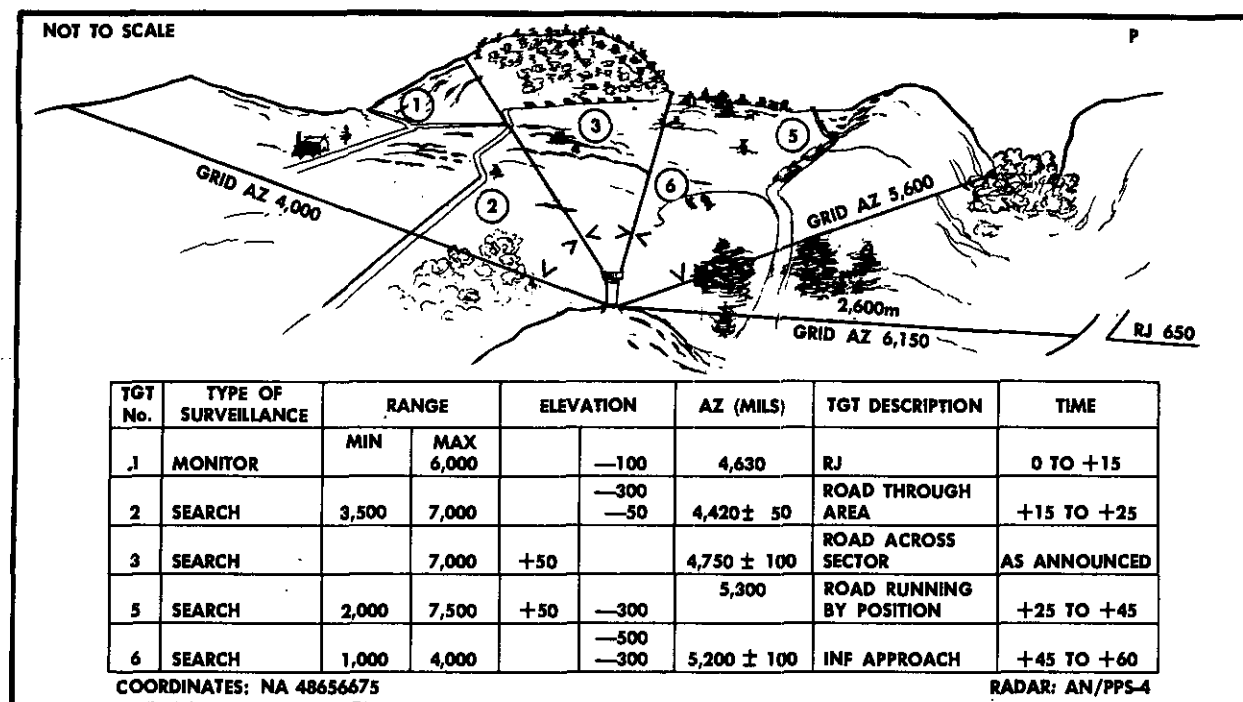 NOT TO SCALE
P
1
3
5
2
6
GRID AZ 4,000
GRID AZ 5,600
2,600m
GRID AZ 6,150
RJ 650
TGT No. TYPE OF SURVEILLANCE RANGE ELEVATION AZ (MILS) TGT DESCRIPTION TIME
MIN MAX
1 MONITOR 6,000 —100 4,630 RJ 0 TO +15
2 SEARCH 3,500 7,000 —300 —50 4,420± 50 ROAD THROUGH AREA +15 TO +25
3 SEARCH 7,000 +50 4,750 ± 100 ROAD ACROSS SECTOR AS ANNOUNCED
5 SEARCH 2,000 7,500 +50 —300 5,300 ROAD RUNNING BY POSITION +25 TO +45
6 SEARCH 1,000 4,000 —500 —300 5,200 ± 100 INF APPROACH +45 TO +60
COORDINATES: NA 48656675
RADAR: AN/PPS-4